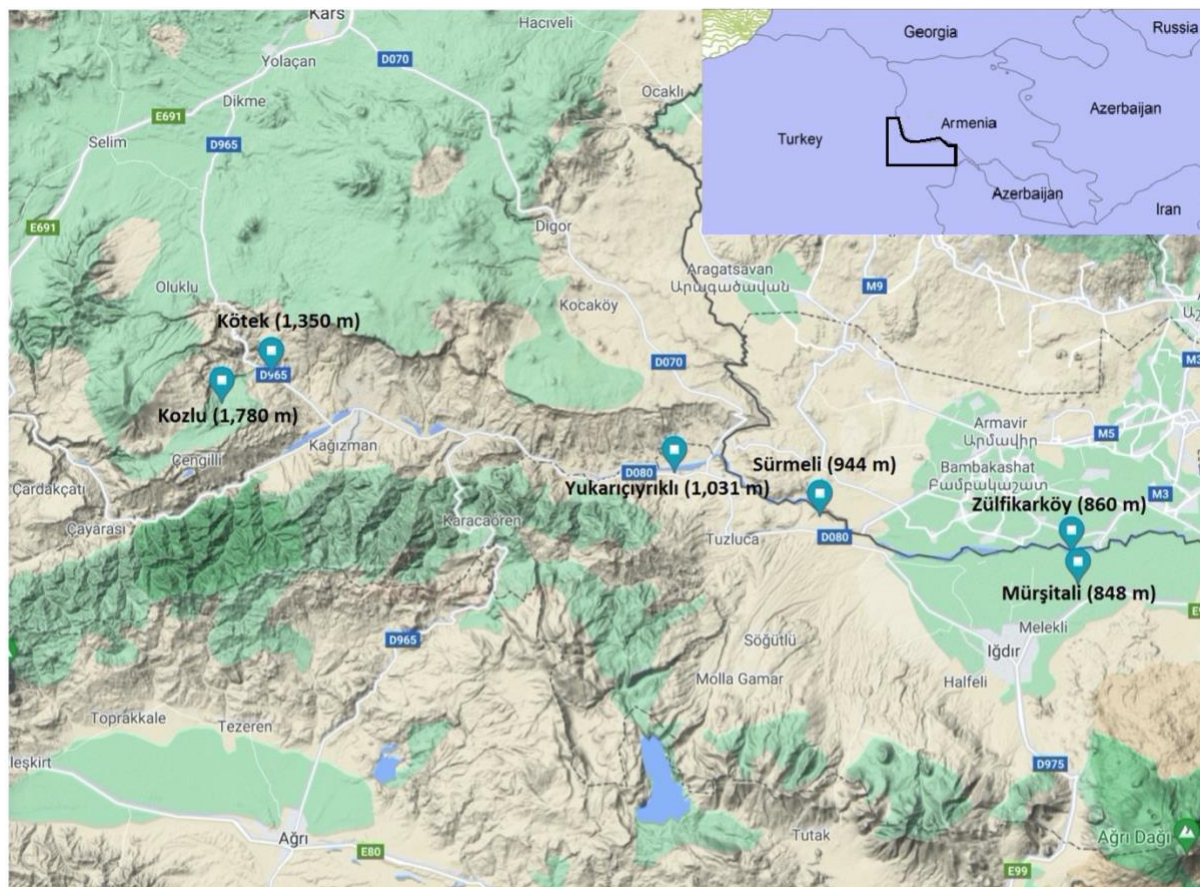 Kars
Hacıveli
Georgia
Russia
Yolaçan
D070
Ocaklı
Dikme
E691
Armenia
Azerbaijan
Selim
D965
Turkey
Azerbaijan
Iran
E691
Digor
Aragatsavan
Արագածավան
M9
Oluklu
Kocaköy
Kötek (1,350 m)
D965
D070
Kozlu (1,780 m)
Armavir
Արմավիր
M5
Kağızman
Çengilli
Sürmeli (944 m)
Bambakashat
Բամբակաշատ
D080
Yukarıçıyrıklı (1,031 m)
M3
Çardakçatı
Zülfikarköy (860 m)
Çayarası
Karacaören
Tuzluca
D080
Mürşitali (848 m)
Melekli
D965
Söğütlü
Iğdır
Molla Gamar
Halfeli
Toprakkale
Tezeren
leşkirt
D975
Ağrı
Tutak
Ağrı Dağı
E80
E99